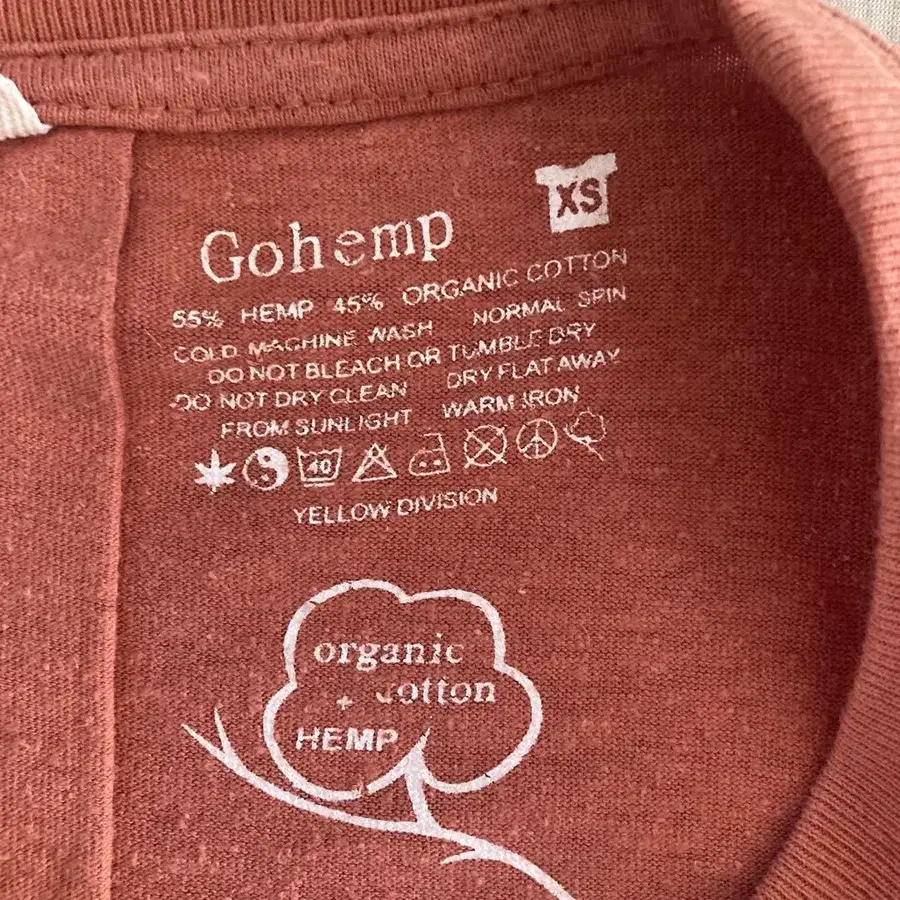 XS
Gohemp
55% HEMP 45% ORGANIC COTTON
COLD MACHINE WASH NORMAL SPIN
DO NOT BLEACH OR TUMBLE DRY
DO NOT DRY CLEAN DRY FLAT AWAY
FROM SUNLIGHT WARM IRON
40
YELLOW DIVISION
organic
+ cotton
HEMP